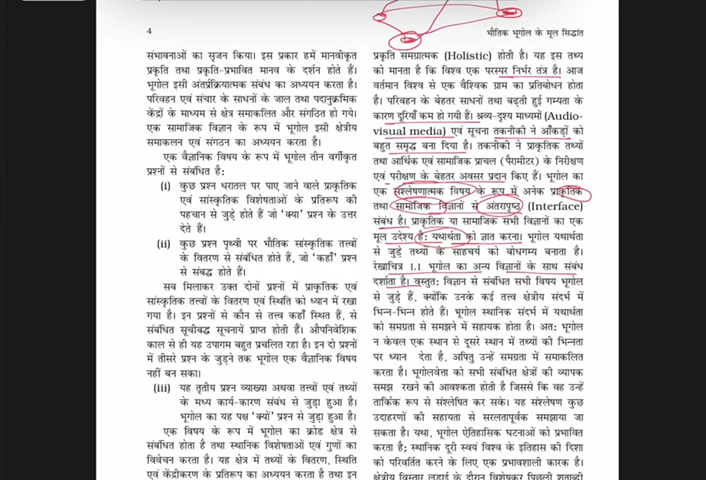 4
भौतिक भूगोल के मूल सिद्धांत
संभावनाओं का सृजन किया। इस प्रकार हमें मानवीकृत
प्रकृति तथा प्रकृति-प्रभावित मानव के दर्शन होते हैं।
भूगोल इसी अंतर्प्रक्रियात्मक संबंध का अध्ययन करता है।
परिवहन एवं संचार के साधनों के जाल तथा पदानुक्रमिक
केंद्रों के माध्यम से क्षेत्र समाकलित और संगठित हो गये।
एक सामाजिक विज्ञान के रूप में भूगोल इसी क्षेत्रीय
समाकलन एवं संगठन का अध्ययन करता है।
एक वैज्ञानिक विषय के रूप में भूगोल तीन वर्गीकृत
प्रश्नों से संबंधित है:
(i) कुछ प्रश्न धरातल पर पाए जाने वाले प्राकृतिक
एवं सांस्कृतिक विशेषताओं के प्रतिरूप की
पहचान से जुड़े होते हैं जो 'क्या' प्रश्न के उत्तर
देते हैं।
(ii) कुछ प्रश्न पृथ्वी पर भौतिक सांस्कृतिक तत्त्वों
के वितरण से संबंधित होते हैं, जो 'कहाँ' प्रश्न
से संबद्ध होते हैं।
सब मिलाकर उक्त दोनों प्रश्नों में प्राकृतिक एवं
सांस्कृतिक तत्त्वों के वितरण एवं स्थिति को ध्यान में रखा
गया है। इन प्रश्नों से कौन से तत्त्व कहाँ स्थित हैं, से
संबंधित सूचीबद्ध सूचनायें प्राप्त होती हैं। औपनिवेशिक
काल से ही यह उपागम बहुत प्रचलित रहा है। इन दो प्रश्नों
में तीसरे प्रश्न के जुड़ने तक भूगोल एक वैज्ञानिक विषय
नहीं बन सका।
(iii) यह तृतीय प्रश्न व्याख्या अथवा तत्त्वों एवं तथ्यों
के मध्य कार्य-कारण संबंध से जुड़ा हुआ है।
भूगोल का यह पक्ष 'क्यों' प्रश्न से जुड़ा हुआ है।
एक विषय के रूप में भूगोल का क्रोड क्षेत्र से
संबंधित होता है तथा स्थानिक विशेषताओं एवं गुणों का
विवेचन करता है। यह क्षेत्र में तथ्यों के वितरण, स्थिति
एवं केंद्रीकरण के प्रतिरूप का अध्ययन करता है तथा इन
प्रकृति समग्रात्मक (Holistic) होती है। यह इस तथ्य
को मानता है कि विश्व एक परस्पर निर्भर तंत्र है। आज
वर्तमान विश्व से एक वैश्विक ग्राम का प्रतिबोधन होता
है। परिवहन के बेहतर साधनों तथा बढ़ती हुई गम्यता के
कारण दूरियाँ कम हो गयी हैं। श्रव्य-दृश्य माध्यमों (Audio-
visual media) एवं सूचना तकनीकी ने आँकड़ों को
बहुत समृद्ध बना दिया है। तकनीकी ने प्राकृतिक तथ्यों
तथा आर्थिक एवं सामाजिक प्राचल (पैरामीटर) के निरीक्षण
एवं परीक्षण के बेहतर अवसर प्रदान किए हैं। भूगोल का
एक संश्लेषणात्मक विषय के रूप में अनेक प्राकृतिक
तथा सामाजिक विज्ञानों से अंतरापृष्ठ (Interface)
संबंध है। प्राकृतिक या सामाजिक सभी विज्ञानों का एक
मूल उद्देश्य है: यथार्थता को ज्ञात करना। भूगोल यथार्थता
से जुड़े तथ्यों के साहचर्य को बोधगम्य बनाता है।
रेखाचित्र 1.1 भूगोल का अन्य विज्ञानों के साथ संबंध
दर्शाता है। वस्तुत: विज्ञान से संबंधित सभी विषय भूगोल
से जुड़े हैं, क्योंकि उनके कई तत्त्व क्षेत्रीय संदर्भ में
भिन्न-भिन्न होते हैं। भूगोल स्थानिक संदर्भ में यथार्थता
को समग्रता से समझने में सहायक होता है। अत: भूगोल
न केवल एक स्थान से दूसरे स्थान में तथ्यों की भिन्नता
पर ध्यान देता है, अपितु उन्हें समग्रता में समाकलित
करता है। भूगोलवेत्ता को सभी संबंधित क्षेत्रों की व्यापक
समझ रखने की आवश्कता होती है जिससे कि वह उन्हें
तार्किक रूप से संश्लेषित कर सके। यह संश्लेषण कुछ
उदाहरणों की सहायता से सरलतापूर्वक समझाया जा
सकता है। यथा, भूगोल ऐतिहासिक घटनाओं को प्रभावित
करता है; स्थानिक दूरी स्वयं विश्व के इतिहास की दिशा
को परिवर्तित करने के लिए एक प्रभावशाली कारक है।
क्षेत्रीय विस्तार लड़ाई के दौरान विशेषकर पिछली शताब्दी